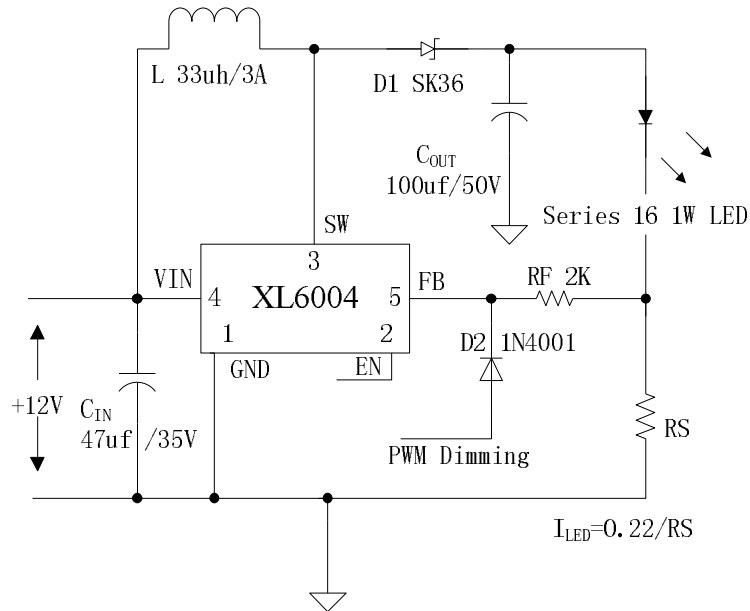 L 33uh/3A
D1 SK36
COUT
100uf/50V
Series 16 1W LED
SW
3
VIN
4
XL6004
5
FB
RF 2K
1
2
GND
EN
D2 1N4001
+12V
CIN
47uf /35V
PWM Dimming
RS
ILED=0.22/RS